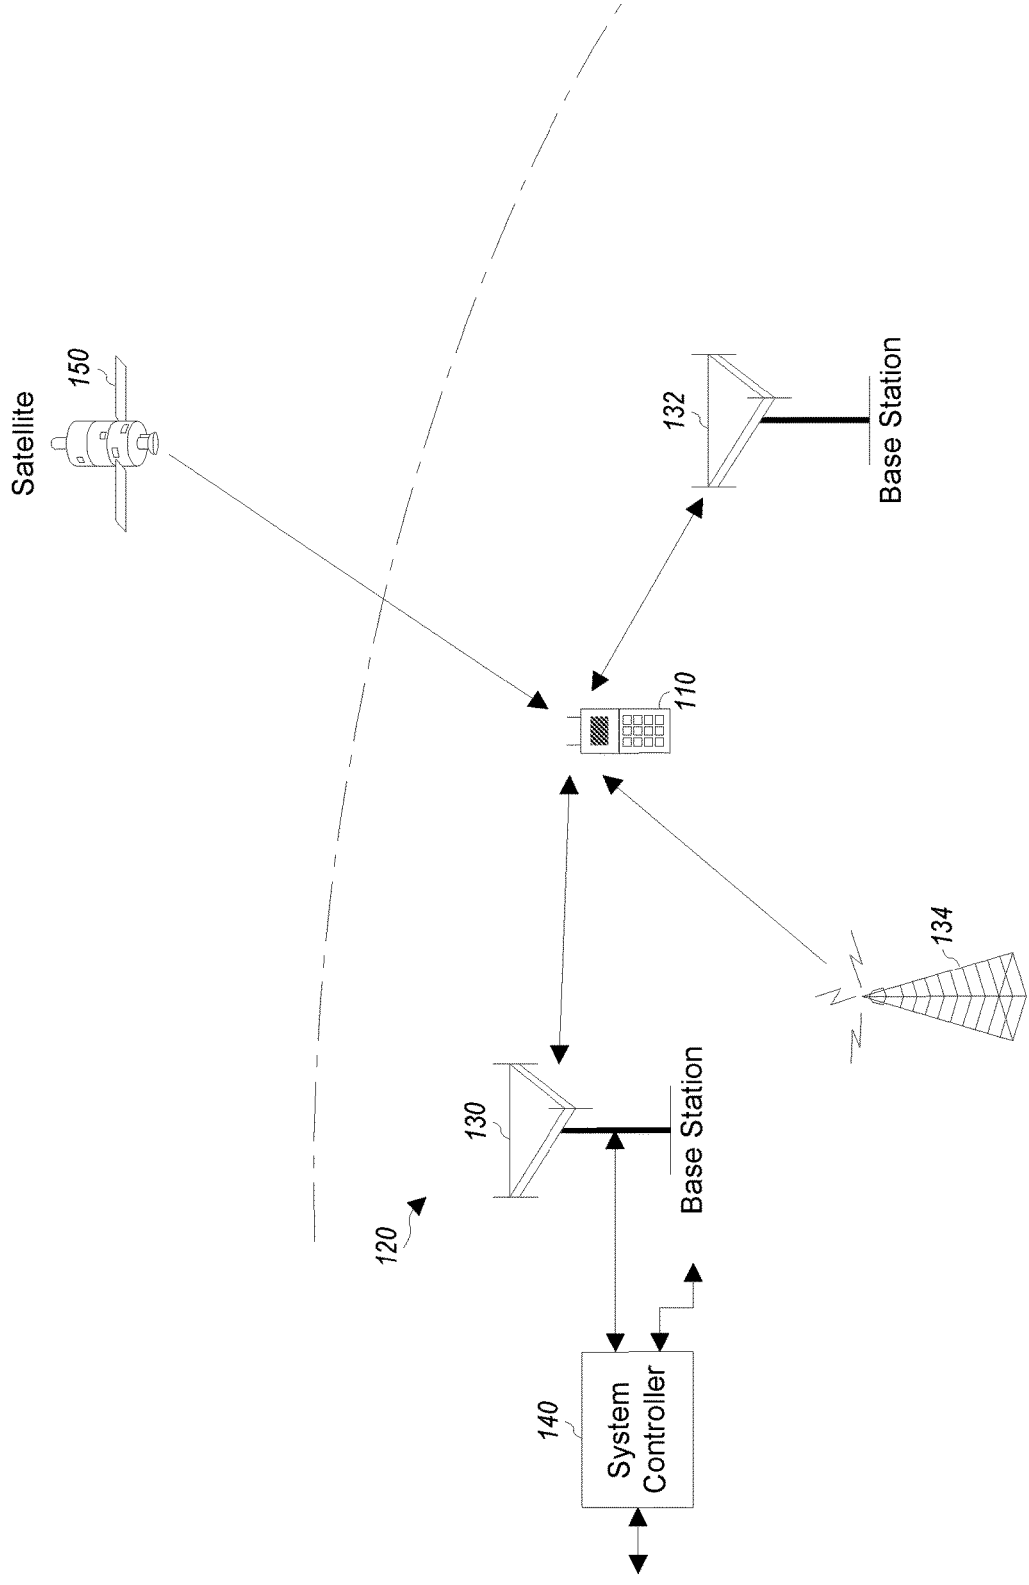 Satellite
150
120
130
Base Station
132
Base Station
110
134
140
System
Controller